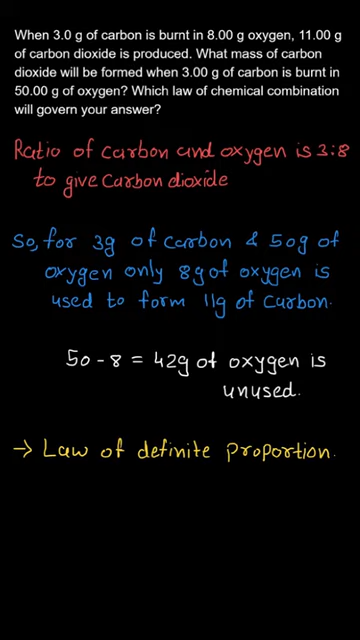 When 3.0 g of carbon is burnt in 8.00 g oxygen, 11.00 g
of carbon dioxide is produced. What mass of carbon
dioxide will be formed when 3.00 g of carbon is burnt in
50.00 g of oxygen? Which law of chemical combination
will govern your answer?
Ratio of carbon and oxygen is 3:8
to give Carbon dioxide
So, for 3g of Carbon & 50g of
oxygen only 8g of oxygen is
used to form 11g of Carbon.
50 - 8 = 42g of oxygen is
unused.
→ Law of definite proportion.